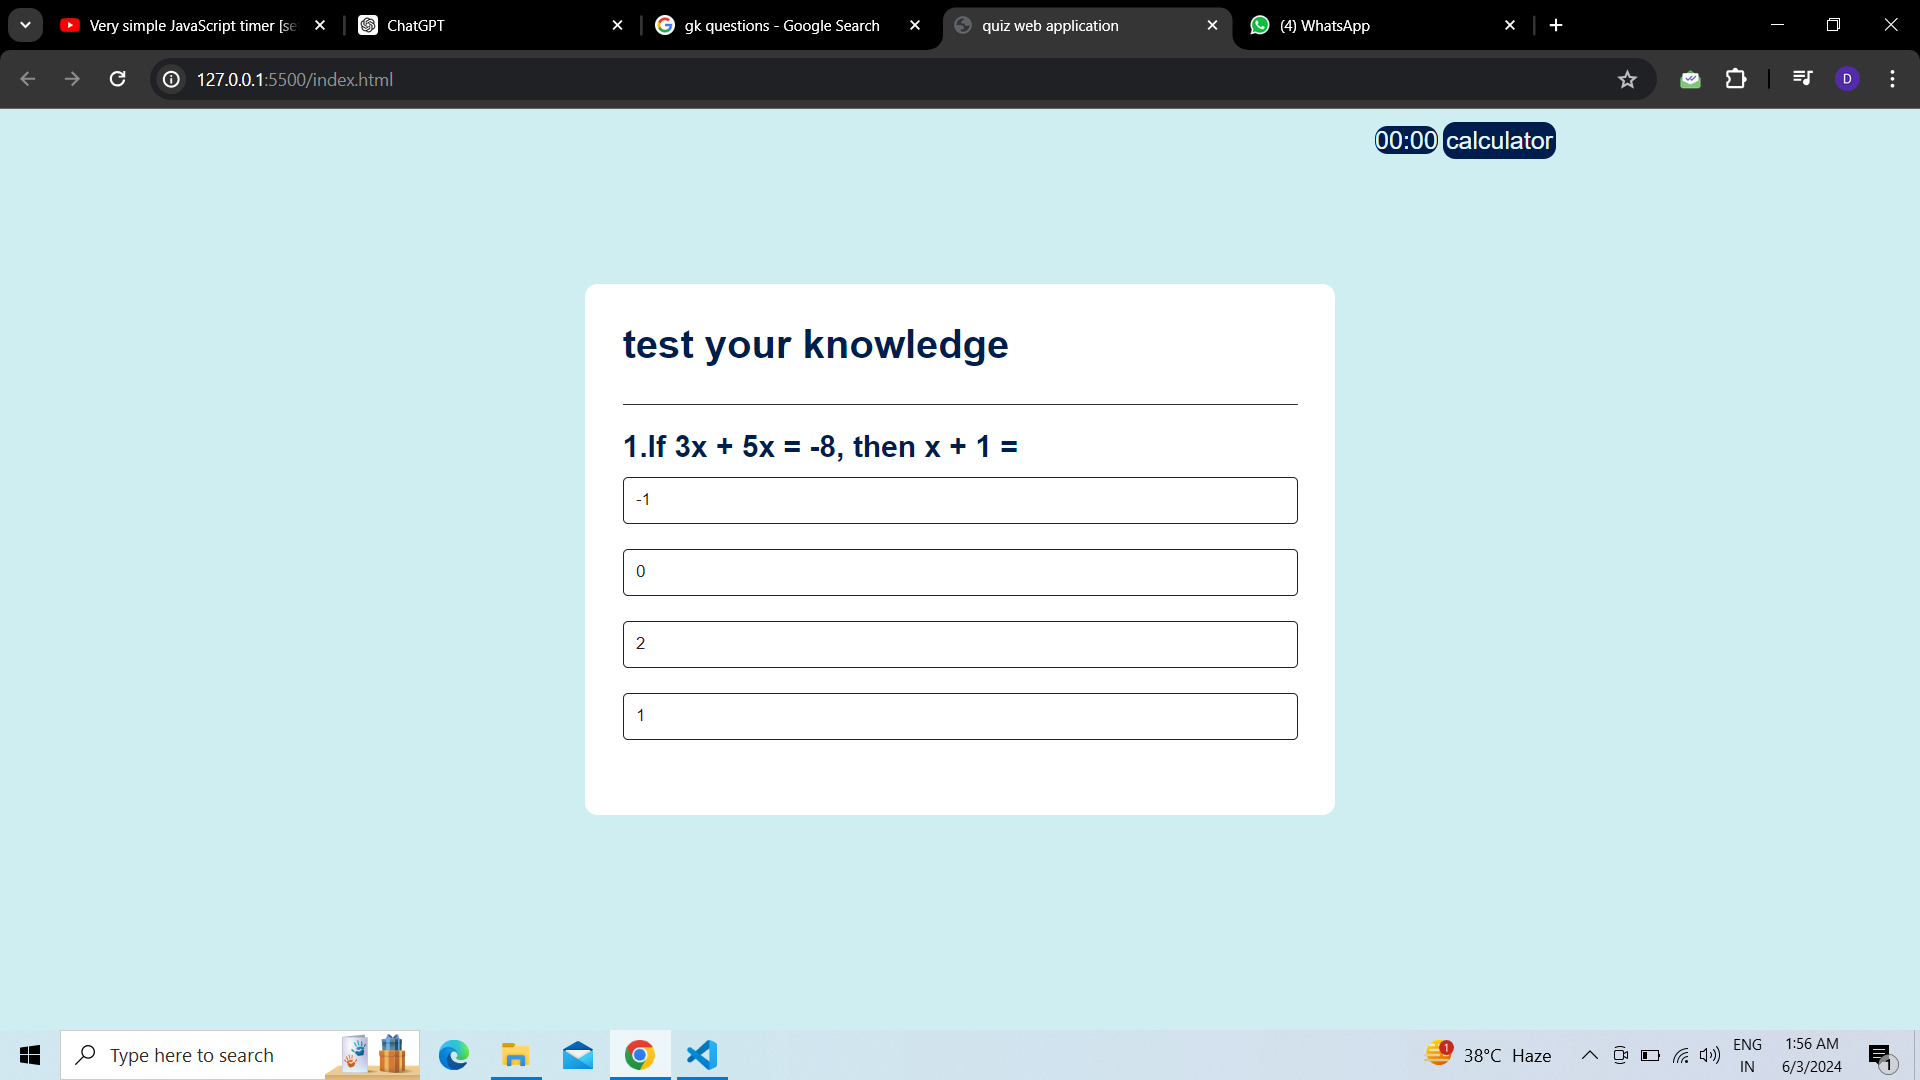 Very simple JavaScript timer [se
ChatGPT
gk questions - Google Search
quiz web application
(4) WhatsApp
127.0.0.1:5500/index.html
D
00:00 calculator
test your knowledge
1.If 3x + 5x = -8, then x + 1 =
-1
0
2
1
Type here to search
1
38°C Haze
ENG
IN
1:56 AM
6/3/2024
1